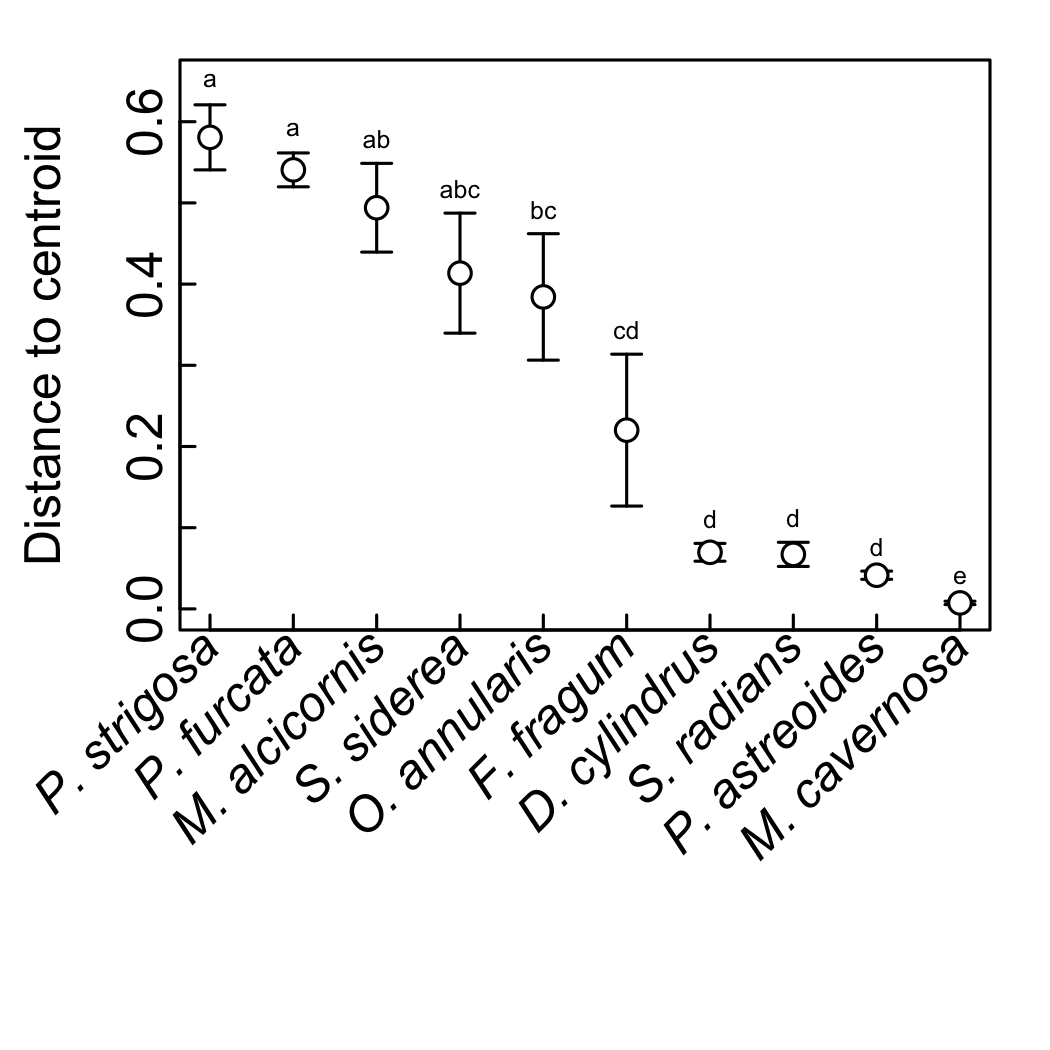 Distance to centroid
0.6
0.4
0.2
0.0
a
a
ab
abc
bc
cd
d
d
d
e
P. strigosa
P. furcata
M. alcicornis
S. siderea
O. annularis
F. fragum
D. cylindrus
S. radians
P. astreoides
M. cavernosa